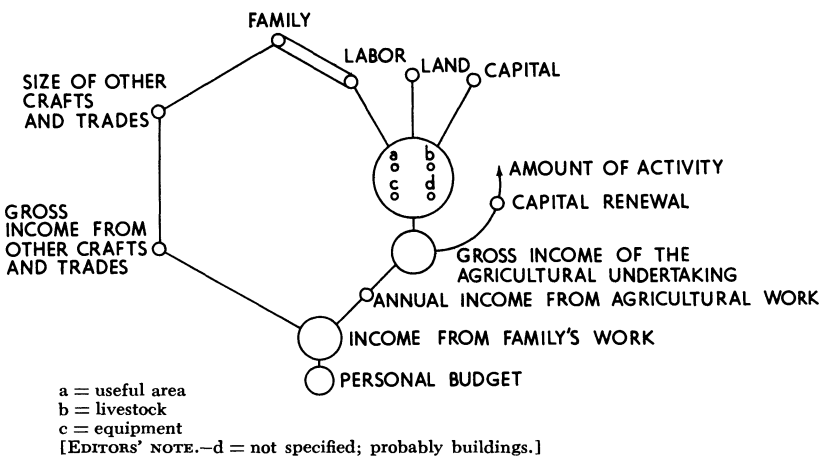 FAMILY
LABOR
LAND
CAPITAL
SIZE OF OTHER
CRAFTS
AND TRADES
a b
c d
AMOUNT OF ACTIVITY
CAPITAL RENEWAL
GROSS
INCOME FROM
OTHER CRAFTS
AND TRADES
GROSS INCOME OF THE
AGRICULTURAL UNDERTAKING
ANNUAL INCOME FROM AGRICULTURAL WORK
INCOME FROM FAMILY'S WORK
PERSONAL BUDGET
a = useful area
b = livestock
c = equipment
[EDITORS' NOTE.—d = not specified; probably buildings.]